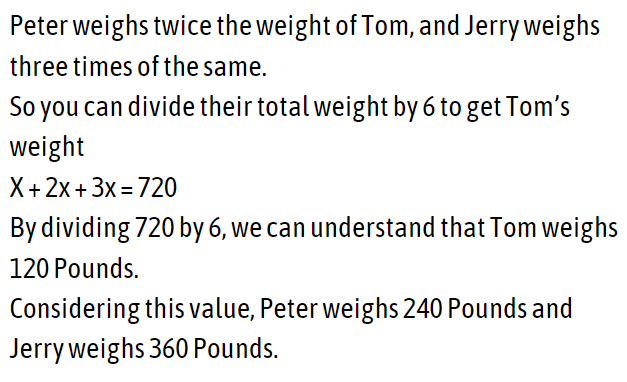 Peter weighs twice the weight of Tom, and Jerry weighs
three times of the same.
So you can divide their total weight by 6 to get Tom's
weight
X + 2x + 3x = 720
By dividing 720 by 6, we can understand that Tom weighs
120 Pounds.
Considering this value, Peter weighs 240 Pounds and
Jerry weighs 360 Pounds.